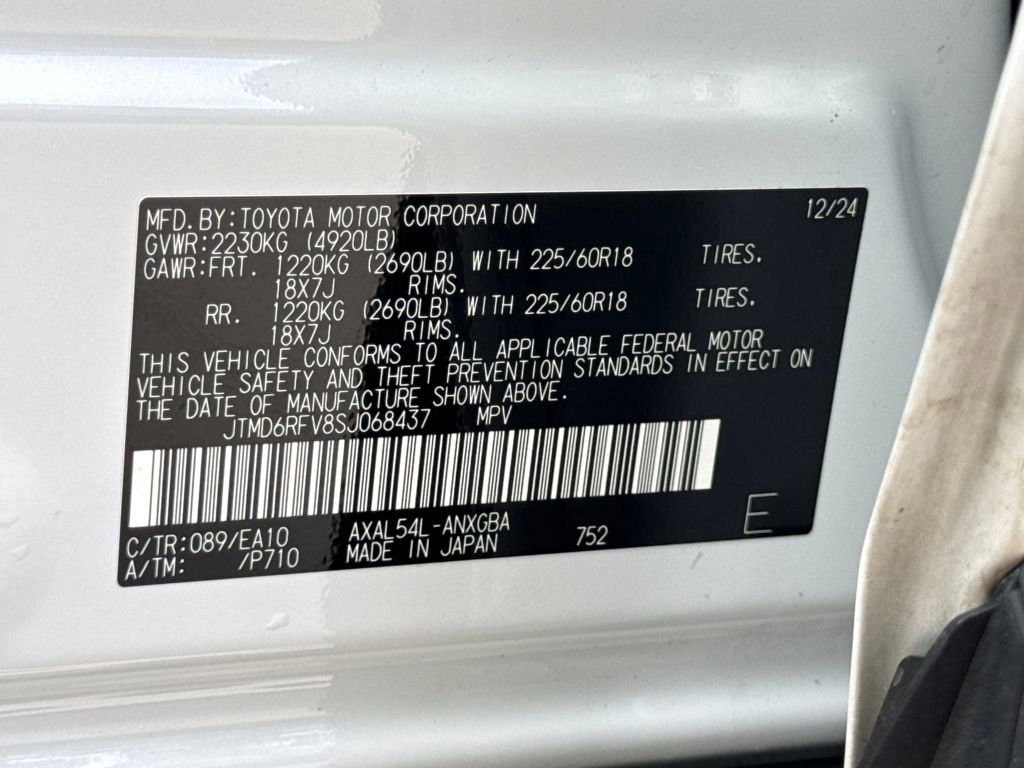 MFD.BY:TOYOTA MOTOR CORPORATION 12/24
GVWR:2230KG (4920LB)
GAWR:FRT. 1220KG (2690LB) WITH 225/60R18 TIRES.
18X7J RIMS.
RR. 1220KG (2690LB) WITH 225/60R18 TIRES.
18X7J RIMS.
THIS VEHICLE CONFORMS TO ALL APPLICABLE FEDERAL MOTOR
VEHICLE SAFETY AND THEFT PREVENTION STANDARDS IN EFFECT ON
THE DATE OF MANUFACTURE SHOWN ABOVE.
JTMD6RFV8SJ068437 MPV
C/TR:089/EA10 AXAL54L-ANXGBA 752 E
A/TM: /P710 MADE IN JAPAN